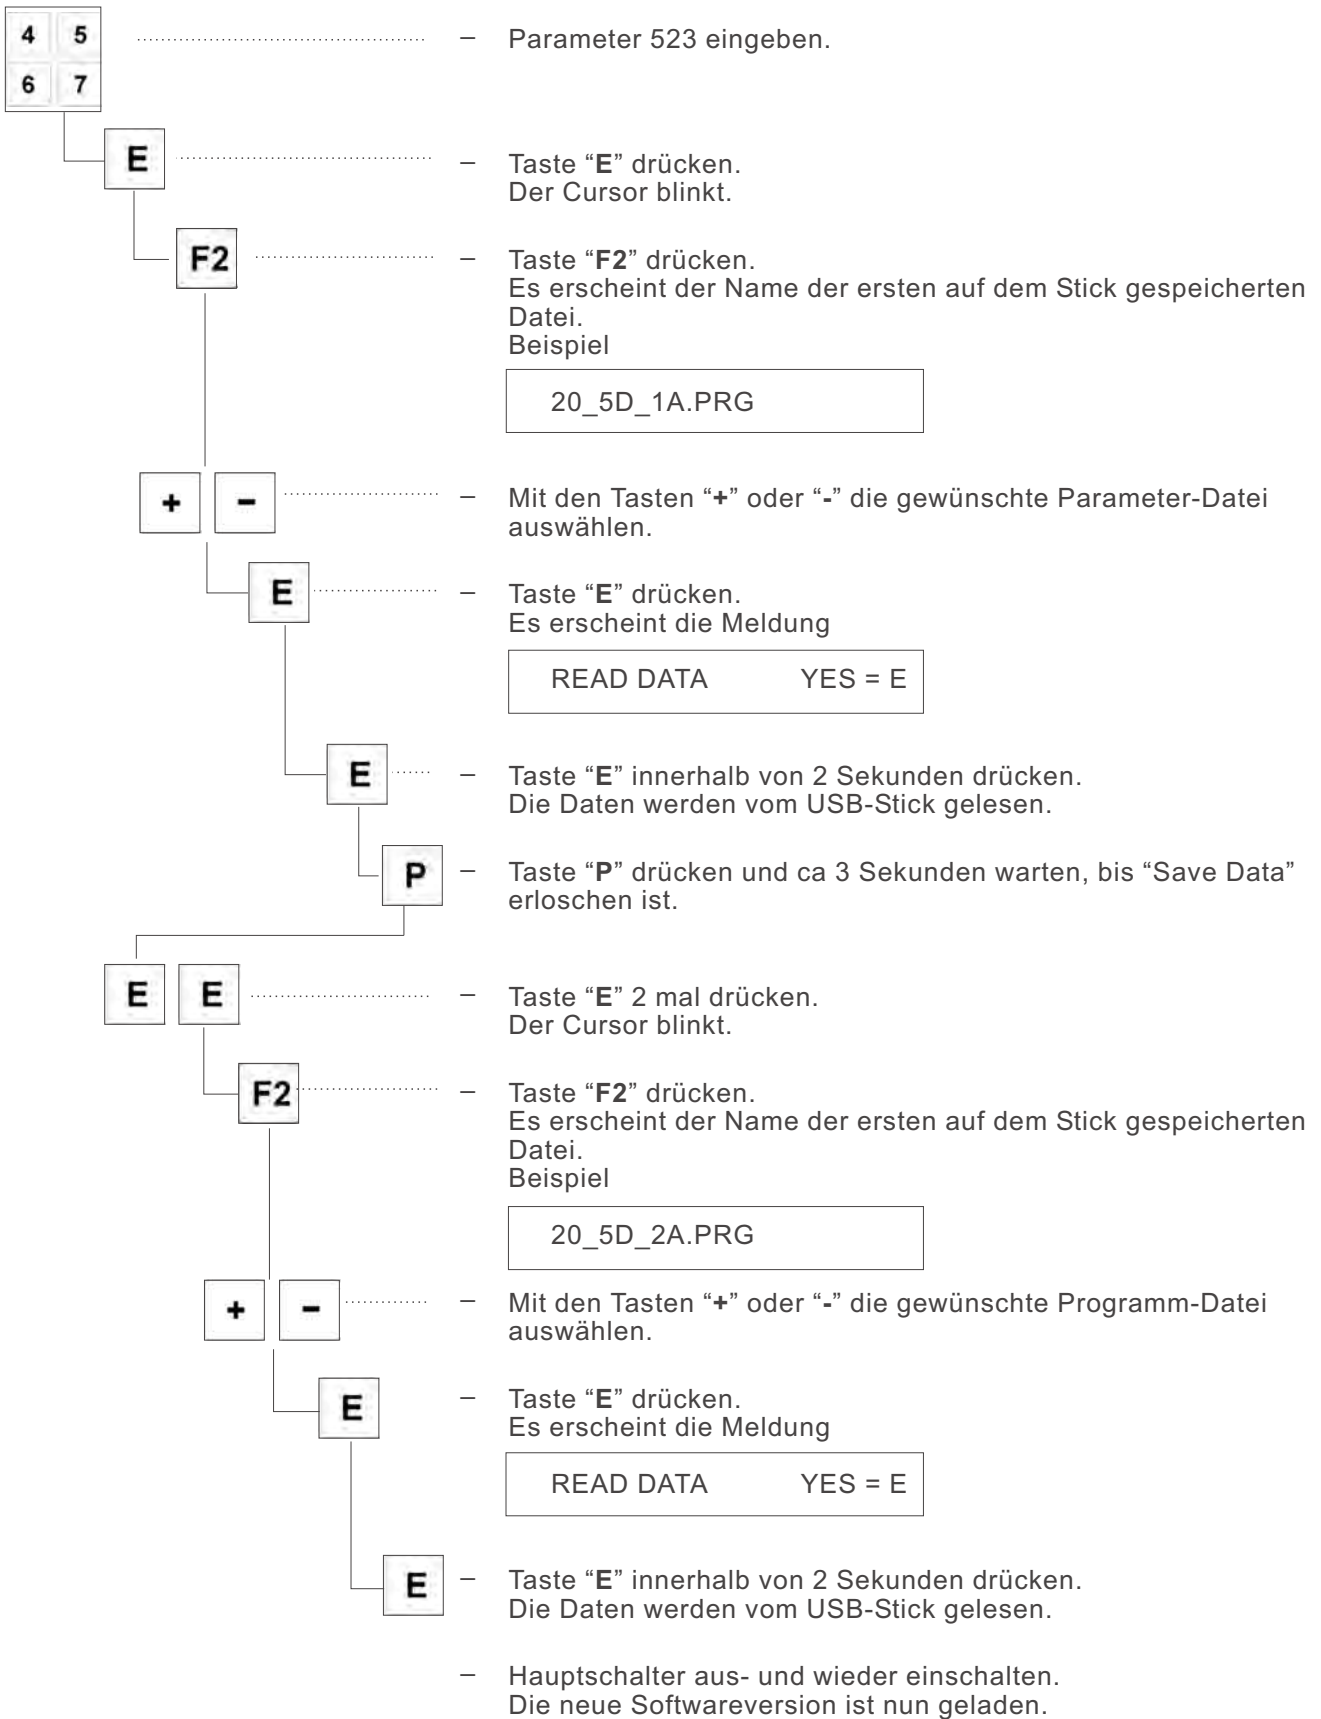 4 5
– Parameter 523 eingeben.
6 7
E – Taste “E” drücken.
Der Cursor blinkt.
F2 – Taste “F2” drücken.
Es erscheint der Name der ersten auf dem Stick gespeicherten
Datei.
Beispiel
20_5D_1A.PRG
+ - – Mit den Tasten “+” oder “-” die gewünschte Parameter-Datei
auswählen.
E – Taste “E” drücken.
Es erscheint die Meldung
READ DATA YES = E
E – Taste “E” innerhalb von 2 Sekunden drücken.
Die Daten werden vom USB-Stick gelesen.
P – Taste “P” drücken und ca 3 Sekunden warten, bis “Save Data”
erloschen ist.
E E – Taste “E” 2 mal drücken.
Der Cursor blinkt.
F2 – Taste “F2” drücken.
Es erscheint der Name der ersten auf dem Stick gespeicherten
Datei.
Beispiel
20_5D_2A.PRG
+ - – Mit den Tasten “+” oder “-” die gewünschte Programm-Datei
auswählen.
E – Taste “E” drücken.
Es erscheint die Meldung
READ DATA YES = E
E – Taste “E” innerhalb von 2 Sekunden drücken.
Die Daten werden vom USB-Stick gelesen.
– Hauptschalter aus- und wieder einschalten.
Die neue Softwareversion ist nun geladen.